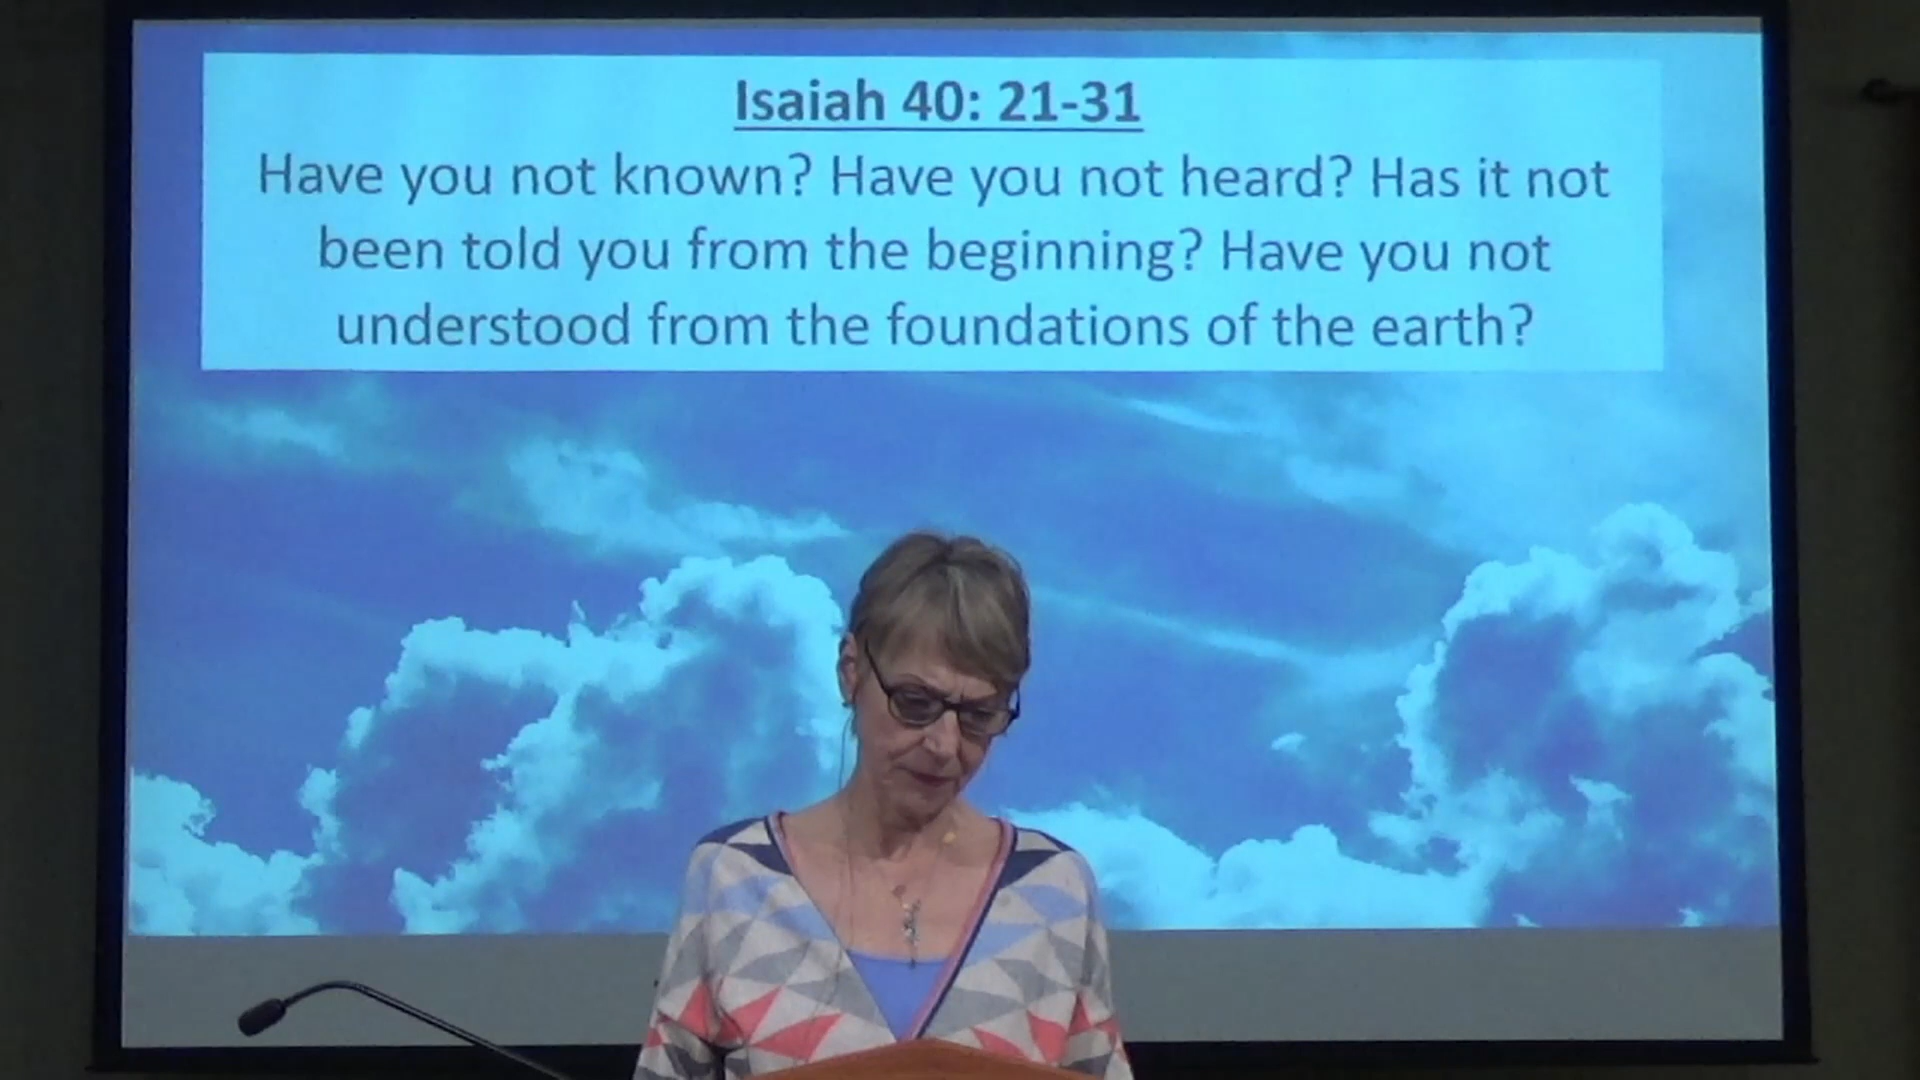 Isaiah 40: 21-31
Have you not known? Have you not heard? Has it not
been told you from the beginning? Have you not
understood from the foundations of the earth?